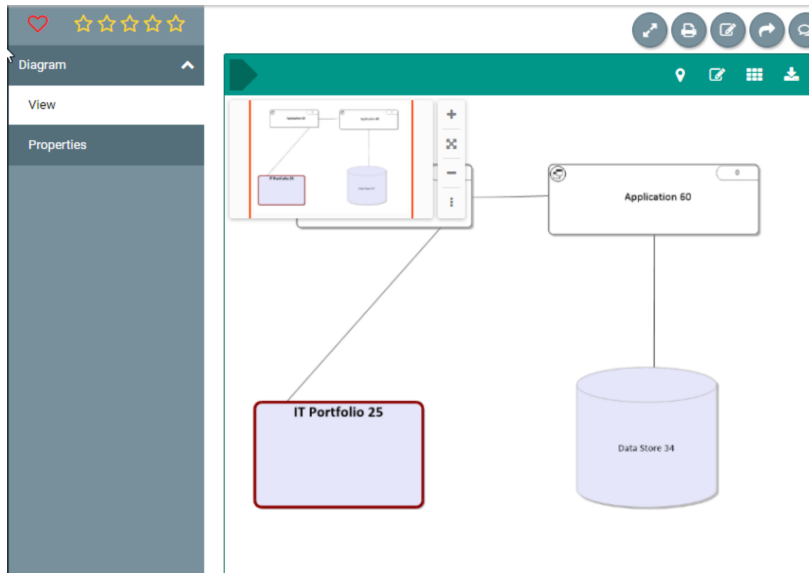 Diagram
View
Properties
0
Application 60
IT Portfolio 25
Data Store 34